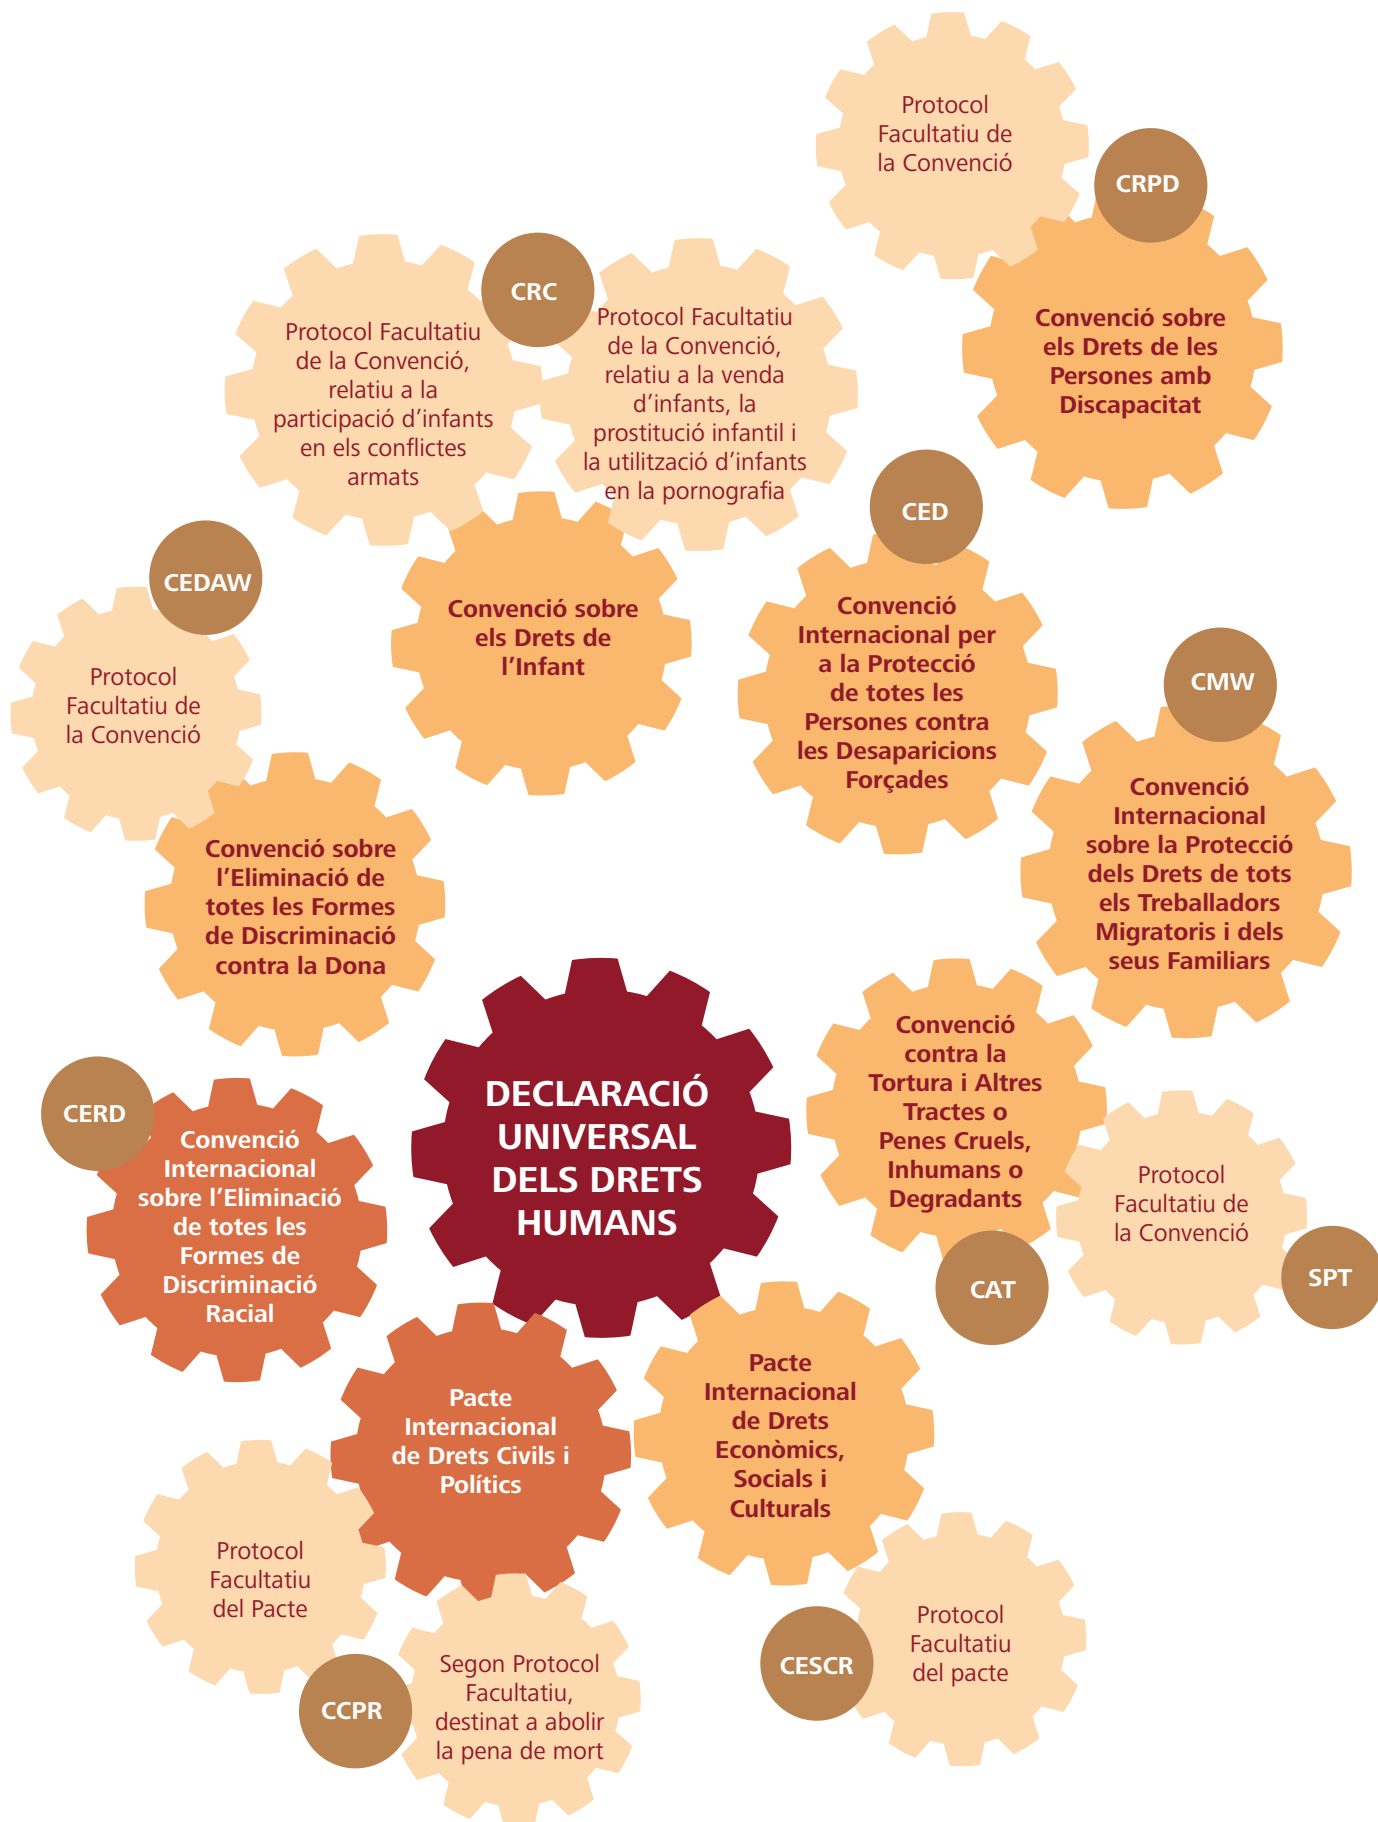 Protocol
Facultatiu de
la Convenció
CRPD
Convenció sobre
els Drets de les
Persones amb
Discapacitat
CRC
Protocol Facultatiu
de la Convenció,
relatiu a la
participació d’infants
en els conflictes
armats
Protocol Facultatiu
de la Convenció,
relatiu a la venda
d’infants, la
prostitució infantil i
la utilització d’infants
en la pornografia
Convenció sobre
els Drets de
l’Infant
CED
Convenció
Internacional per
a la Protecció
de totes les
Persones contra
les Desaparicions
Forçades
CEDAW
Protocol
Facultatiu de
la Convenció
Convenció sobre
l’Eliminació de
totes les Formes
de Discriminació
contra la Dona
CMW
Convenció
Internacional
sobre la Protecció
dels Drets de tots
els Treballadors
Migratoris i dels
seus Familiars
DECLARACIÓ
UNIVERSAL
DELS DRETS
HUMANS
Convenció
contra la
Tortura i Altres
Tractes o
Penes Cruels,
Inhumans o
Degradants
CAT
Protocol
Facultatiu de
la Convenció
SPT
CERD
Convenció
Internacional
sobre l’Eliminació
de totes les
Formes de
Discriminació
Racial
Pacte
Internacional
de Drets Civils i
Polítics
Pacte
Internacional
de Drets
Econòmics,
Socials i
Culturals
Protocol
Facultatiu
del Pacte
CCPR
Segon Protocol
Facultatiu,
destinat a abolir
la pena de mort
CESCR
Protocol
Facultatiu
del pacte